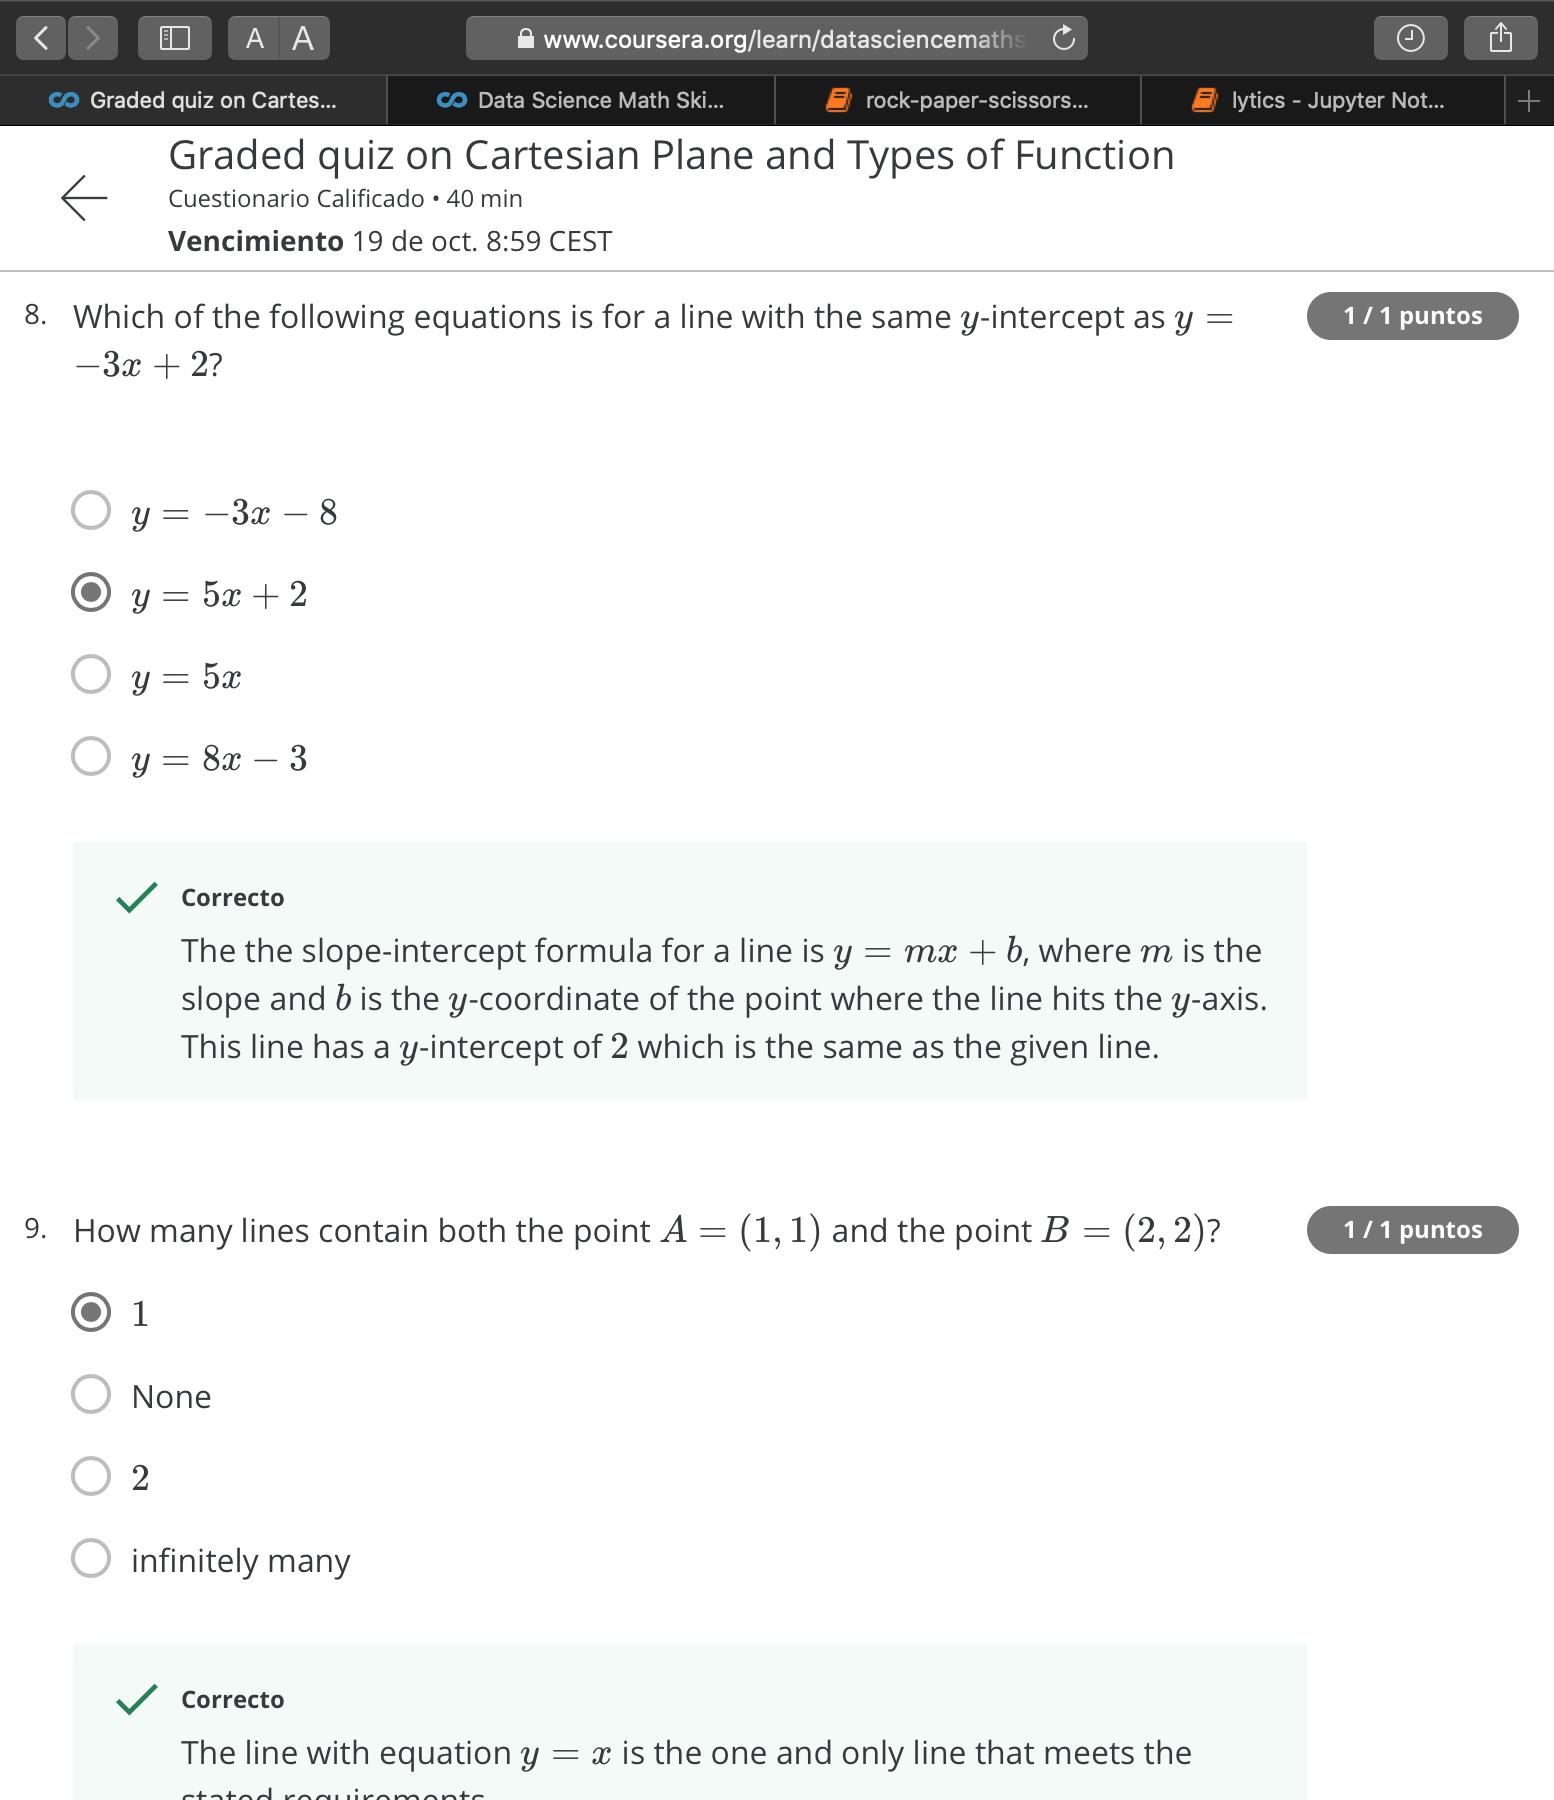 A A
www.coursera.org/learn/datasciencemaths
Graded quiz on Cartes...
Data Science Math Ski...
rock-paper-scissors...
lytics - Jupyter Not...
Graded quiz on Cartesian Plane and Types of Function
Cuestionario Calificado • 40 min
Vencimiento 19 de oct. 8:59 CEST
8. Which of the following equations is for a line with the same y-intercept as y =
−3x + 2?
1 / 1 puntos
y = −3x − 8
y = 5x + 2
y = 5x
y = 8x − 3
Correcto
The the slope-intercept formula for a line is y = mx + b, where m is the
slope and b is the y-coordinate of the point where the line hits the y-axis.
This line has a y-intercept of 2 which is the same as the given line.
9. How many lines contain both the point A = (1, 1) and the point B = (2, 2)?
1 / 1 puntos
1
None
2
infinitely many
Correcto
The line with equation y = x is the one and only line that meets the
stated requirements.